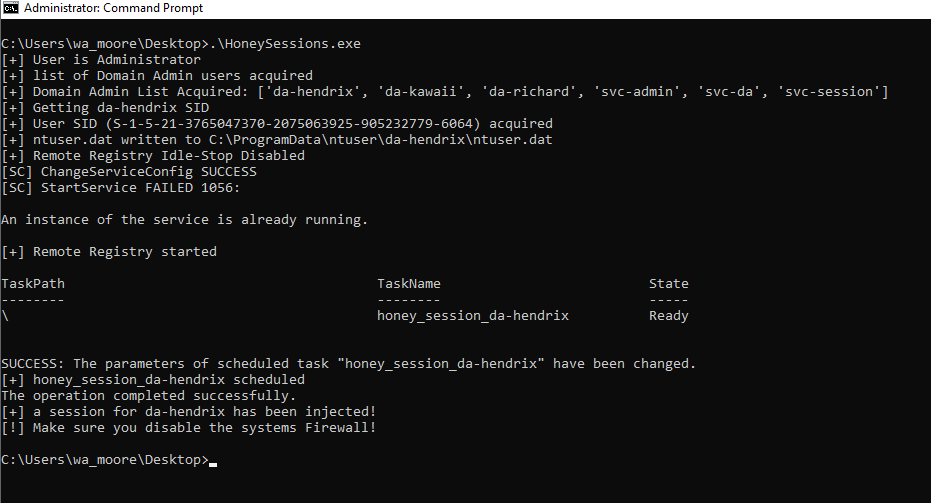 Administrator: Command Prompt
C:\Users\wa_moore\Desktop>.\HoneySessions.exe
[+] User is Administrator
[+] list of Domain Admin users acquired
[+] Domain Admin List Acquired: ['da-hendrix', 'da-kawaii', 'da-richard', 'svc-admin', 'svc-da', 'svc-session']
[+] Getting da-hendrix SID
[+] User SID (S-1-5-21-3765047370-2075063925-905232779-6064) acquired
[+] ntuser.dat written to C:\ProgramData\ntuser\da-hendrix\ntuser.dat
[+] Remote Registry Idle-Stop Disabled
[SC] ChangeServiceConfig SUCCESS
[SC] StartService FAILED 1056:
An instance of the service is already running.
[+] Remote Registry started
TaskPath TaskName State
-------- -------- -----
\ honey_session_da-hendrix Ready
SUCCESS: The parameters of scheduled task "honey_session_da-hendrix" have been changed.
[+] honey_session_da-hendrix scheduled
The operation completed successfully.
[+] a session for da-hendrix has been injected!
[!] Make sure you disable the systems Firewall!
C:\Users\wa_moore\Desktop>